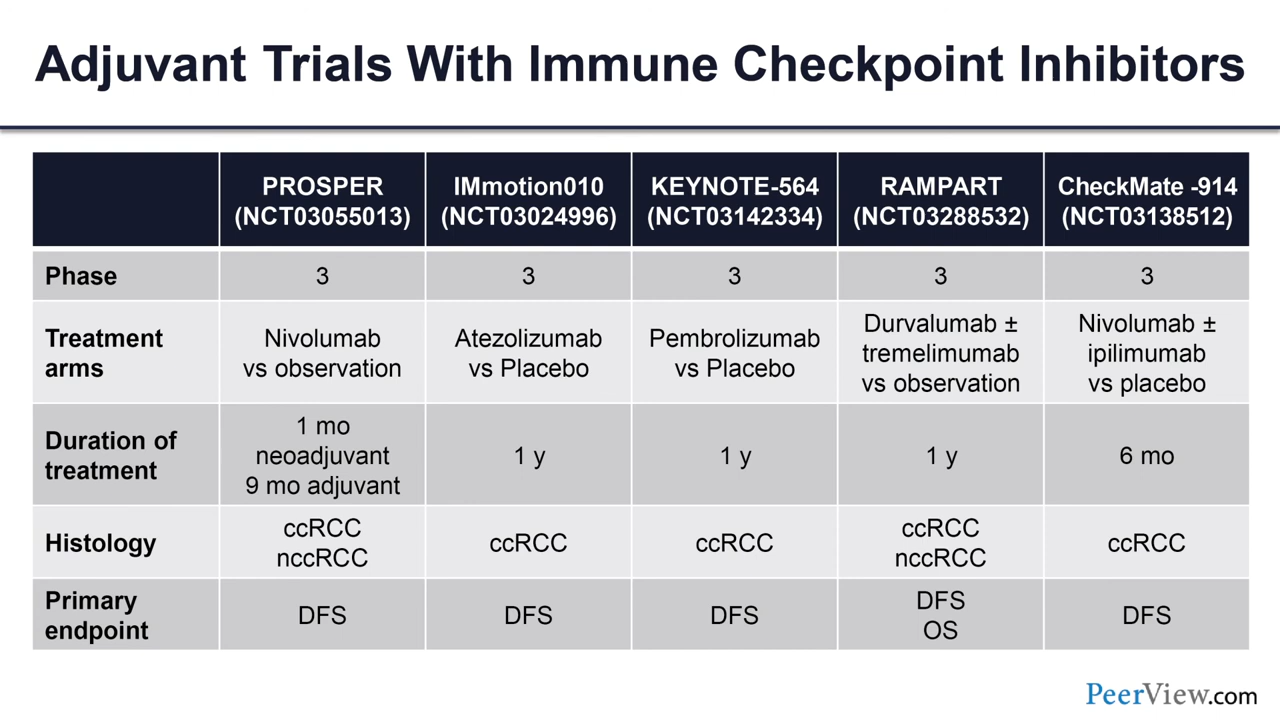 Adjuvant Trials With Immune Checkpoint Inhibitors
PROSPER
(NCT03055013)
IMmotion010
(NCT03024996)
KEYNOTE-564
(NCT03142334)
RAMPART
(NCT03288532)
CheckMate -914
(NCT03138512)
Phase
3
3
3
3
3
Treatment
arms
Nivolumab
vs observation
Atezolizumab
vs Placebo
Pembrolizumab
vs Placebo
Durvalumab ±
tremelimumab
vs observation
Nivolumab ±
ipilimumab
vs placebo
Duration of
treatment
1 mo
neoadjuvant
9 mo adjuvant
1 y
1 y
1 y
6 mo
Histology
ccRCC
nccRCC
ccRCC
ccRCC
ccRCC
nccRCC
ccRCC
Primary
endpoint
DFS
DFS
DFS
DFS
OS
DFS
PeerView.com